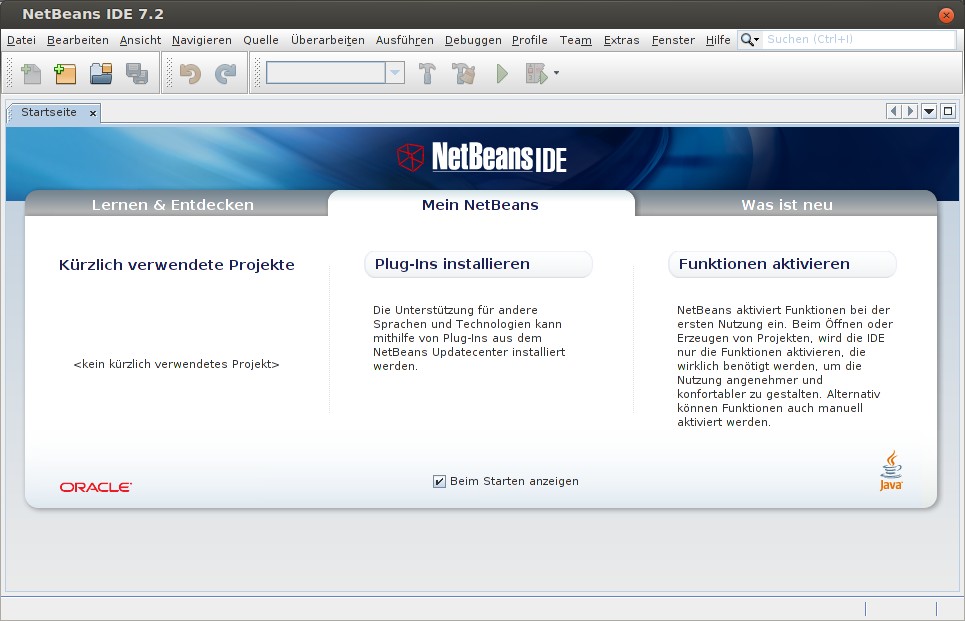 NetBeans IDE 7.2
Datei Bearbeiten Ansicht Navigieren Quelle Überarbeiten Ausführen Debuggen Profile Team Extras Fenster Hilfe Suchen (Ctrl+I)
Startseite
NetBeans IDE
Lernen & Entdecken Mein NetBeans Was ist neu
Kürzlich verwendete Projekte
<kein kürzlich verwendetes Projekt>
Plug-Ins installieren
Die Unterstützung für andere
Sprachen und Technologien kann
mithilfe von Plug-Ins aus dem
NetBeans Updatecenter installiert
werden.
Funktionen aktivieren
NetBeans aktiviert Funktionen bei der
ersten Nutzung ein. Beim Öffnen oder
Erzeugen von Projekten, wird die IDE
nur die Funktionen aktivieren, die
wirklich benötigt werden, um die
Nutzung angenehmer und
konfortabler zu gestalten. Alternativ
können Funktionen auch manuell
aktiviert werden.
ORACLE
Beim Starten anzeigen
Java